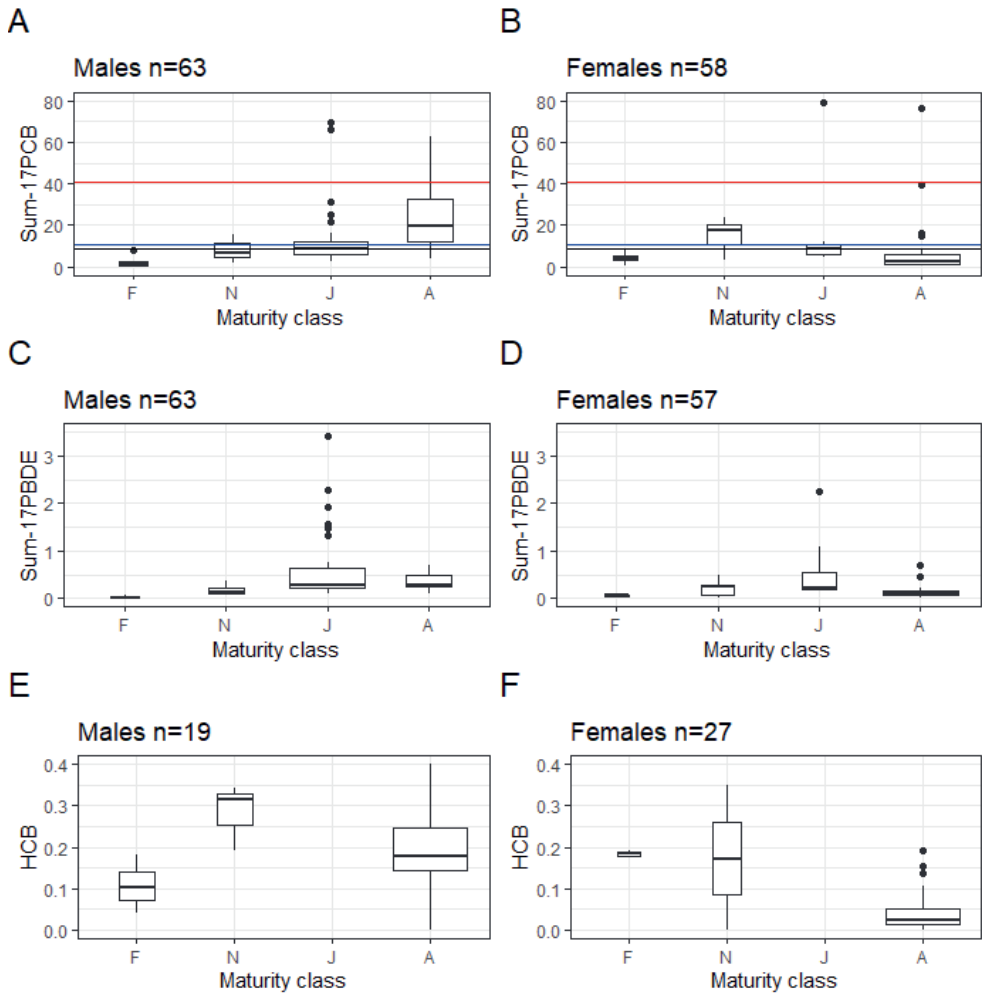 A
Males n=63
Sum-17PCB
80
60
40
20
0
F N J A
Maturity class
B
Females n=58
Sum-17PCB
80
60
40
20
0
F N J A
Maturity class
C
Males n=63
Sum-17PBDE
3
2
1
0
F N J A
Maturity class
D
Females n=57
Sum-17PBDE
3
2
1
0
F N J A
Maturity class
E
Males n=19
HCB
0.4
0.3
0.2
0.1
0.0
F N J A
Maturity class
F
Females n=27
HCB
0.4
0.3
0.2
0.1
0.0
F N J A
Maturity class